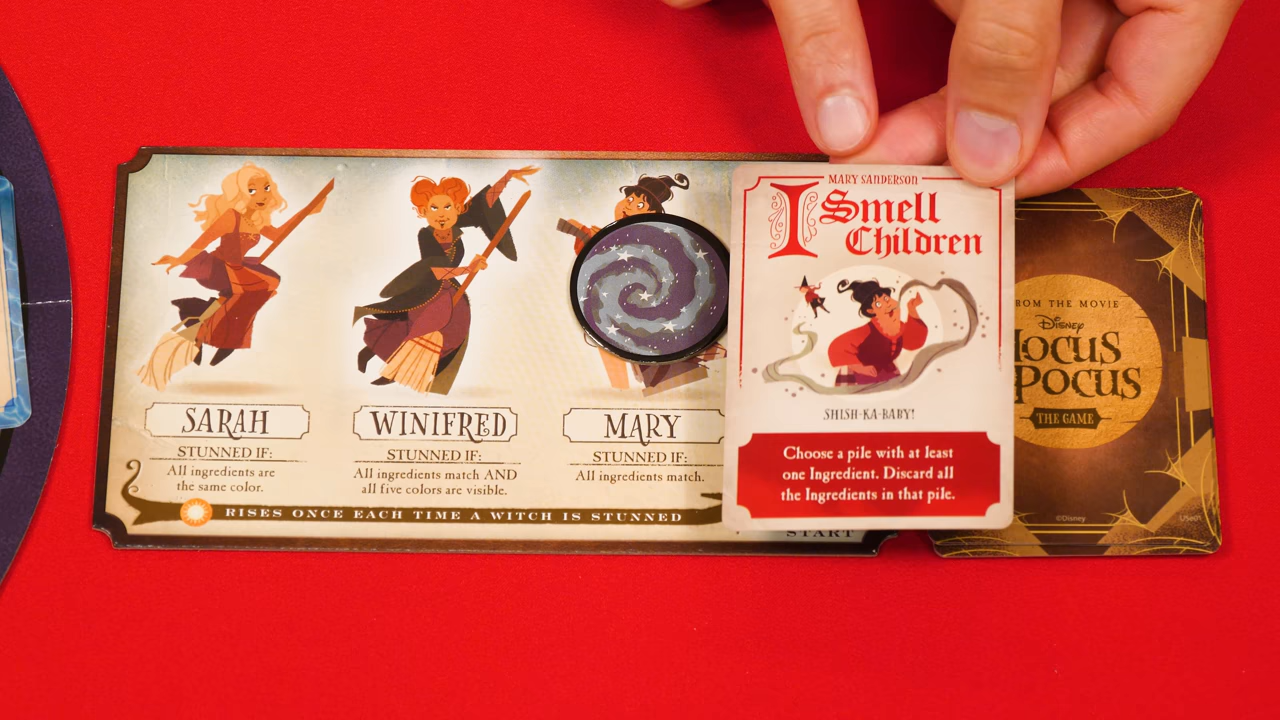 SARAH
STUNNED IF:
All ingredients are
the same color.
WINIFRED
STUNNED IF:
All ingredients match AND
all five colors are visible.
MARY
STUNNED IF:
All ingredients match.
RISES ONCE EACH TIME A WITCH IS STUNNED
START
MARY SANDERSON
I Smell
Children
SHISH-KA-BABY!
Choose a pile with at least
one Ingredient. Discard all
the Ingredients in that pile.
ROM THE MOVIE
Disney
OCUS
POCUS
THE GAME
©Disney